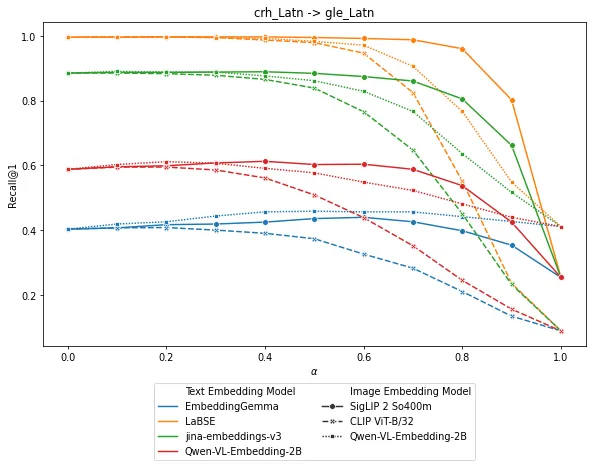 crh_Latn -> gle_Latn
Recall@1
1.0
0.8
0.6
0.4
0.2
0.0 0.2 0.4 0.6 0.8 1.0
α
Text Embedding Model
EmbeddingGemma
LaBSE
jina-embeddings-v3
Qwen-VL-Embedding-2B
Image Embedding Model
SigLIP 2 So400m
CLIP ViT-B/32
Qwen-VL-Embedding-2B